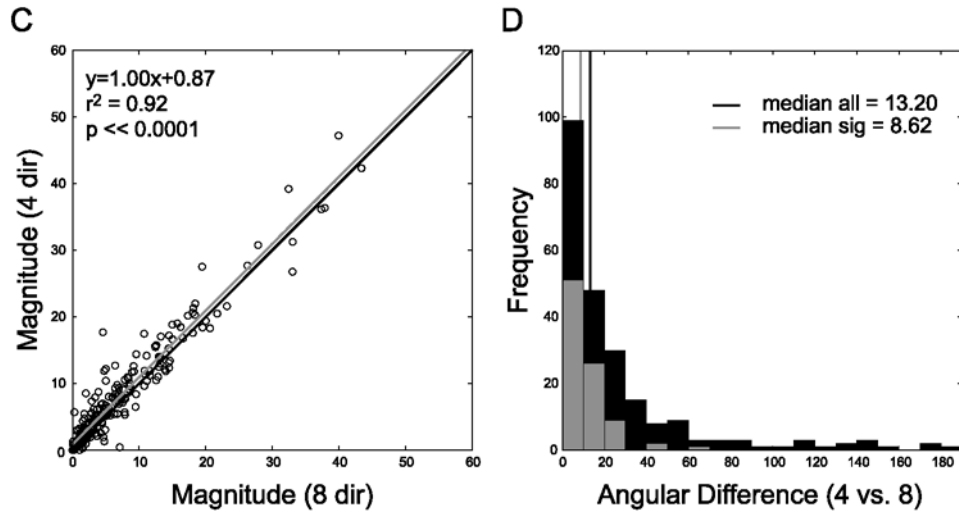 C
D
y=1.00x+0.87
r² = 0.92
p << 0.0001
Magnitude (4 dir)
60
50
40
30
20
10
0
0 10 20 30 40 50 60
Magnitude (8 dir)
median all = 13.20
median sig = 8.62
Frequency
120
100
80
60
40
20
0
0 20 40 60 80 100 120 140 160 180
Angular Difference (4 vs. 8)